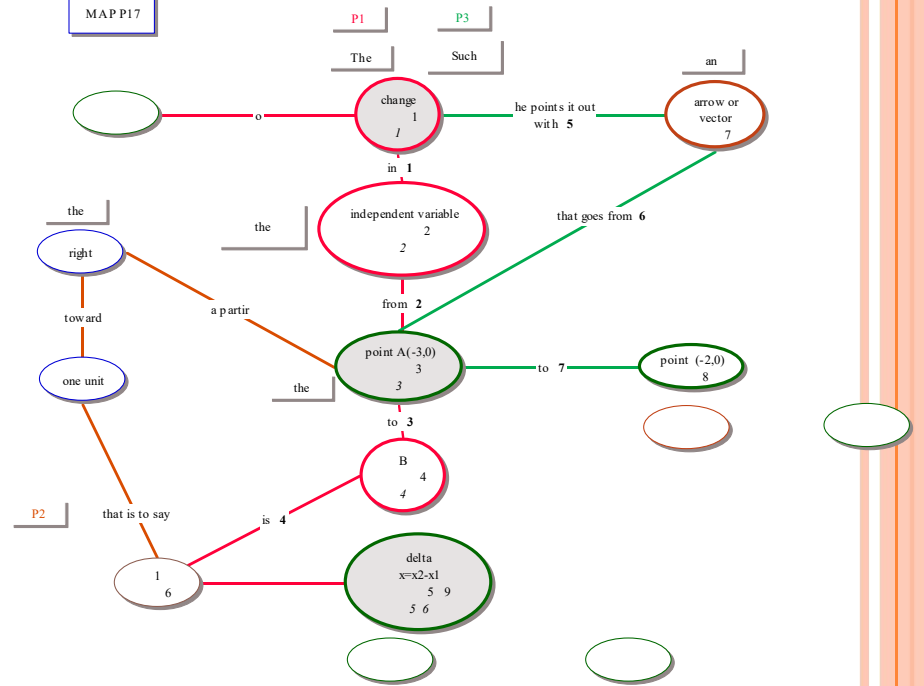 MAP P17
P1
P3
The
Such
an
change
1
1
o
he points it out
with 5
arrow or
vector
7
in 1
the
independent variable
2
2
the
that goes from 6
right
a partir
from 2
toward
point A(-3,0)
3
3
to 7
point (-2,0)
8
one unit
the
to 3
B
4
4
P2
that is to say
is 4
1
6
delta
x=x2-x1
5 9
5 6